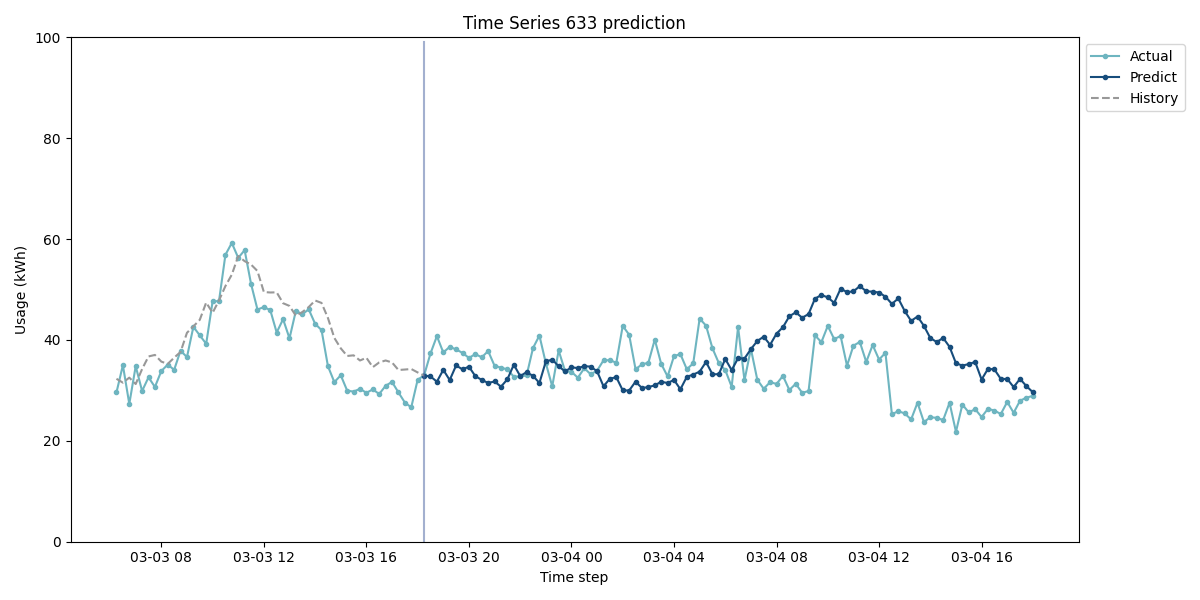 Time Series 633 prediction
Usage (kWh)
100
80
60
40
20
0
03-03 08
03-03 12
03-03 16
03-03 20
03-04 00
03-04 04
03-04 08
03-04 12
03-04 16
Time step
Actual
Predict
History